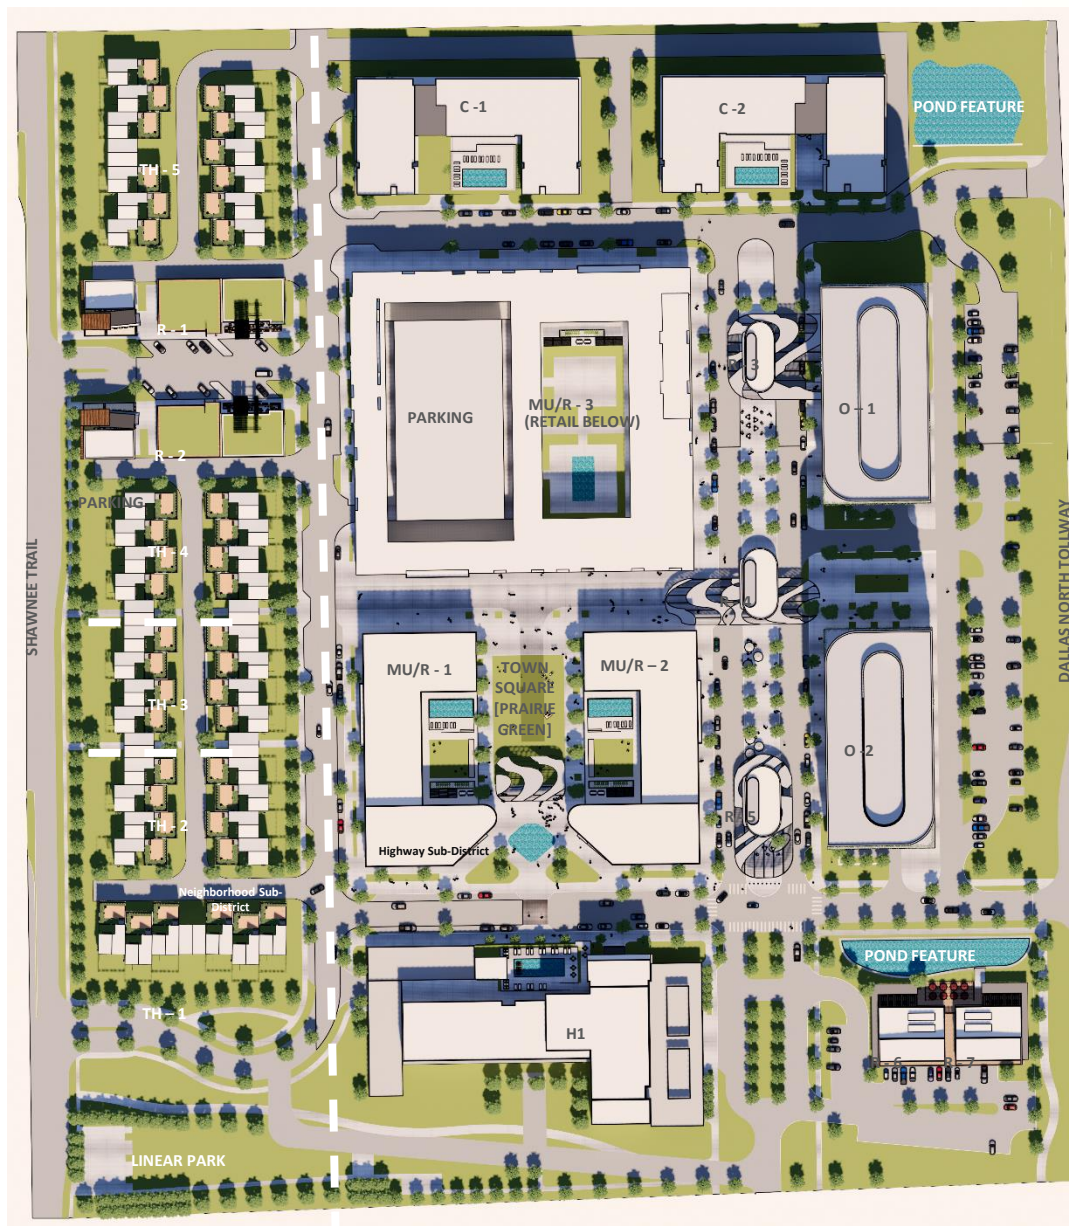 C -1
C -2
POND FEATURE
TH - 5
R - 1
R - 2
PARKING
MU/R - 3
(RETAIL BELOW)
O – 1
PARKING
TH - 4
SHAWNEE TRAIL
DALLAS NORTH TOLLWAY
MU/R - 1
TOWN
SQUARE
[PRAIRIE
GREEN]
MU/R – 2
TH - 3
O -2
TH - 2
Highway Sub-District
Neighborhood Sub-
District
POND FEATURE
TH – 1
H1
R - 7
LINEAR PARK